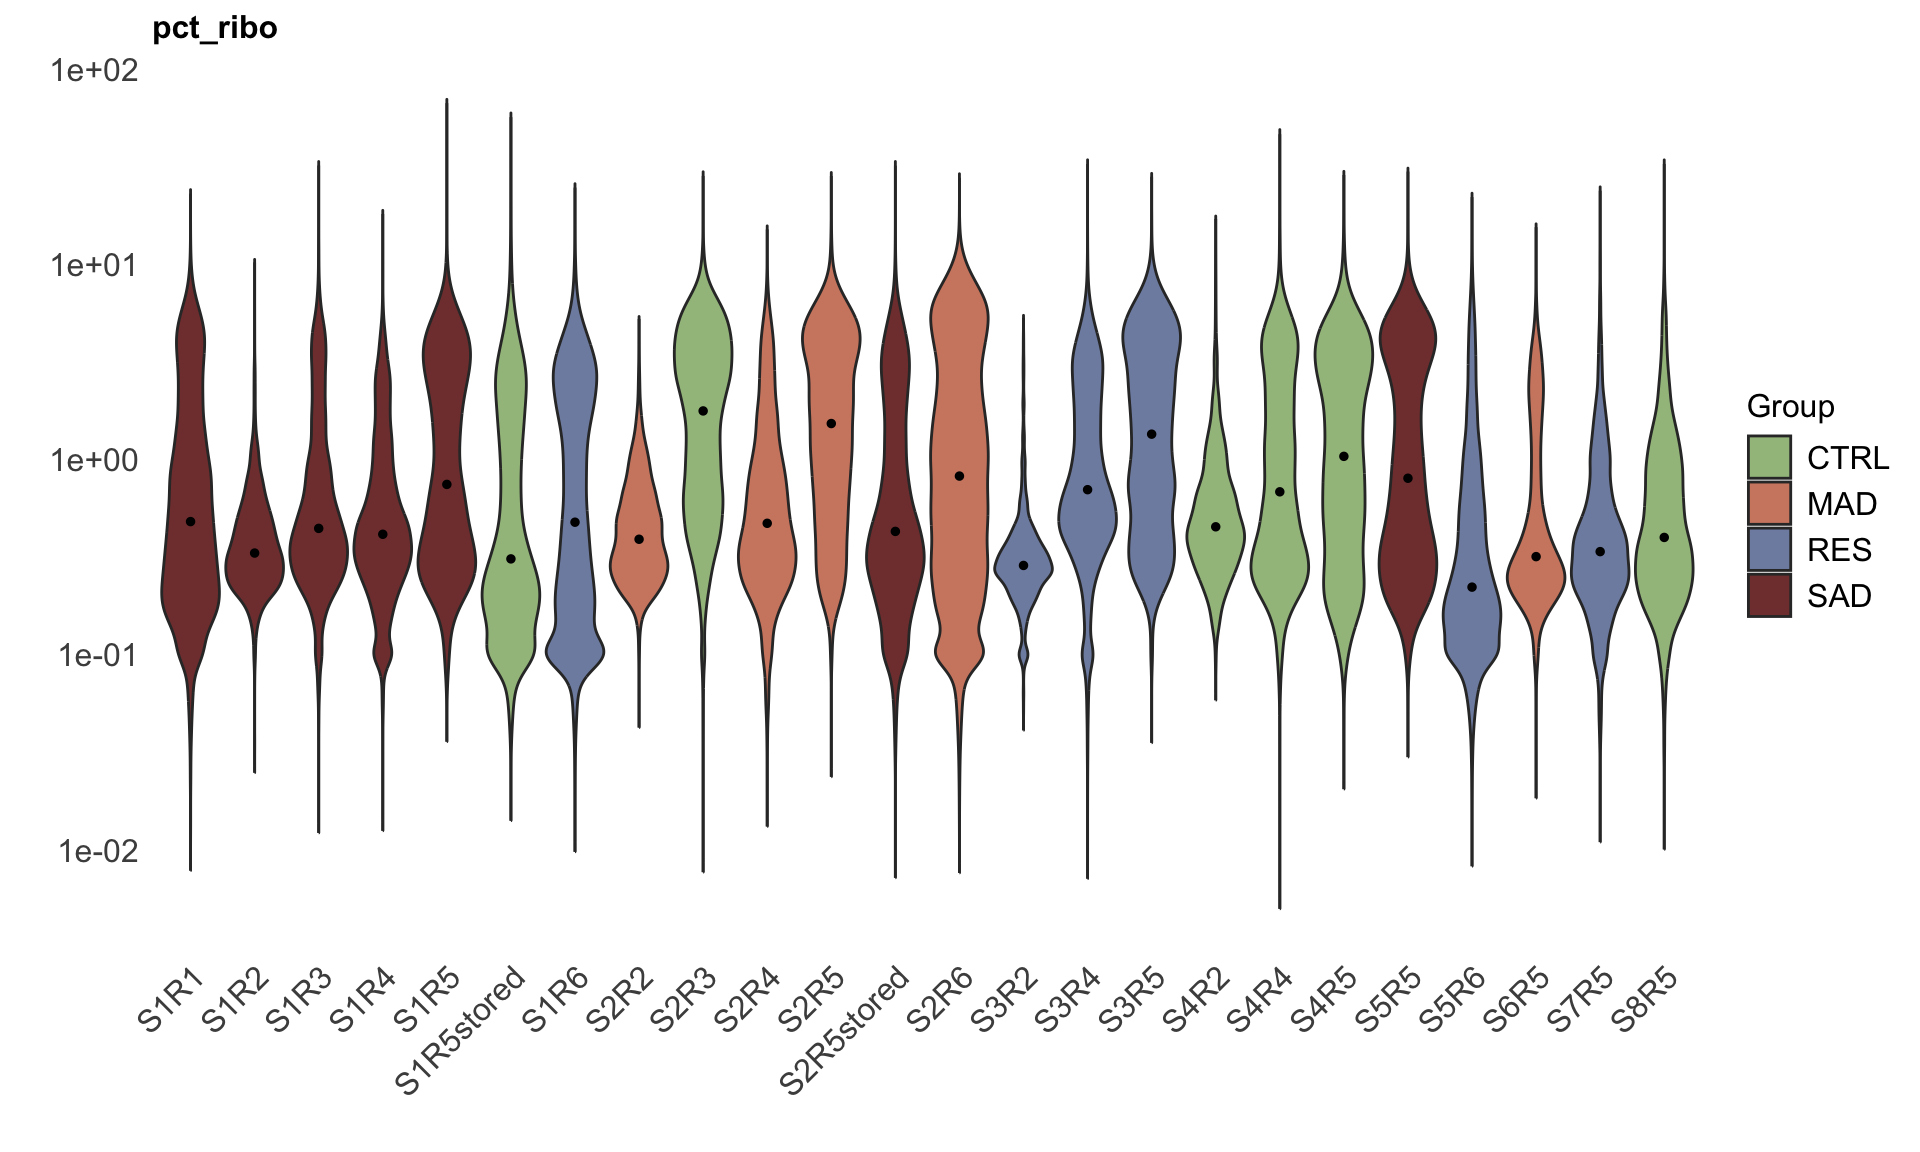 pct_ribo
1e+02
1e+01
1e+00
1e-01
1e-02
S1R1
S1R2
S1R3
S1R4
S1R5
S1R5stored
S1R6
S2R2
S2R3
S2R4
S2R5
S2R5stored
S2R6
S3R2
S3R4
S3R5
S4R2
S4R4
S4R5
S5R5
S5R6
S6R5
S7R5
S8R5
Group
CTRL
MAD
RES
SAD